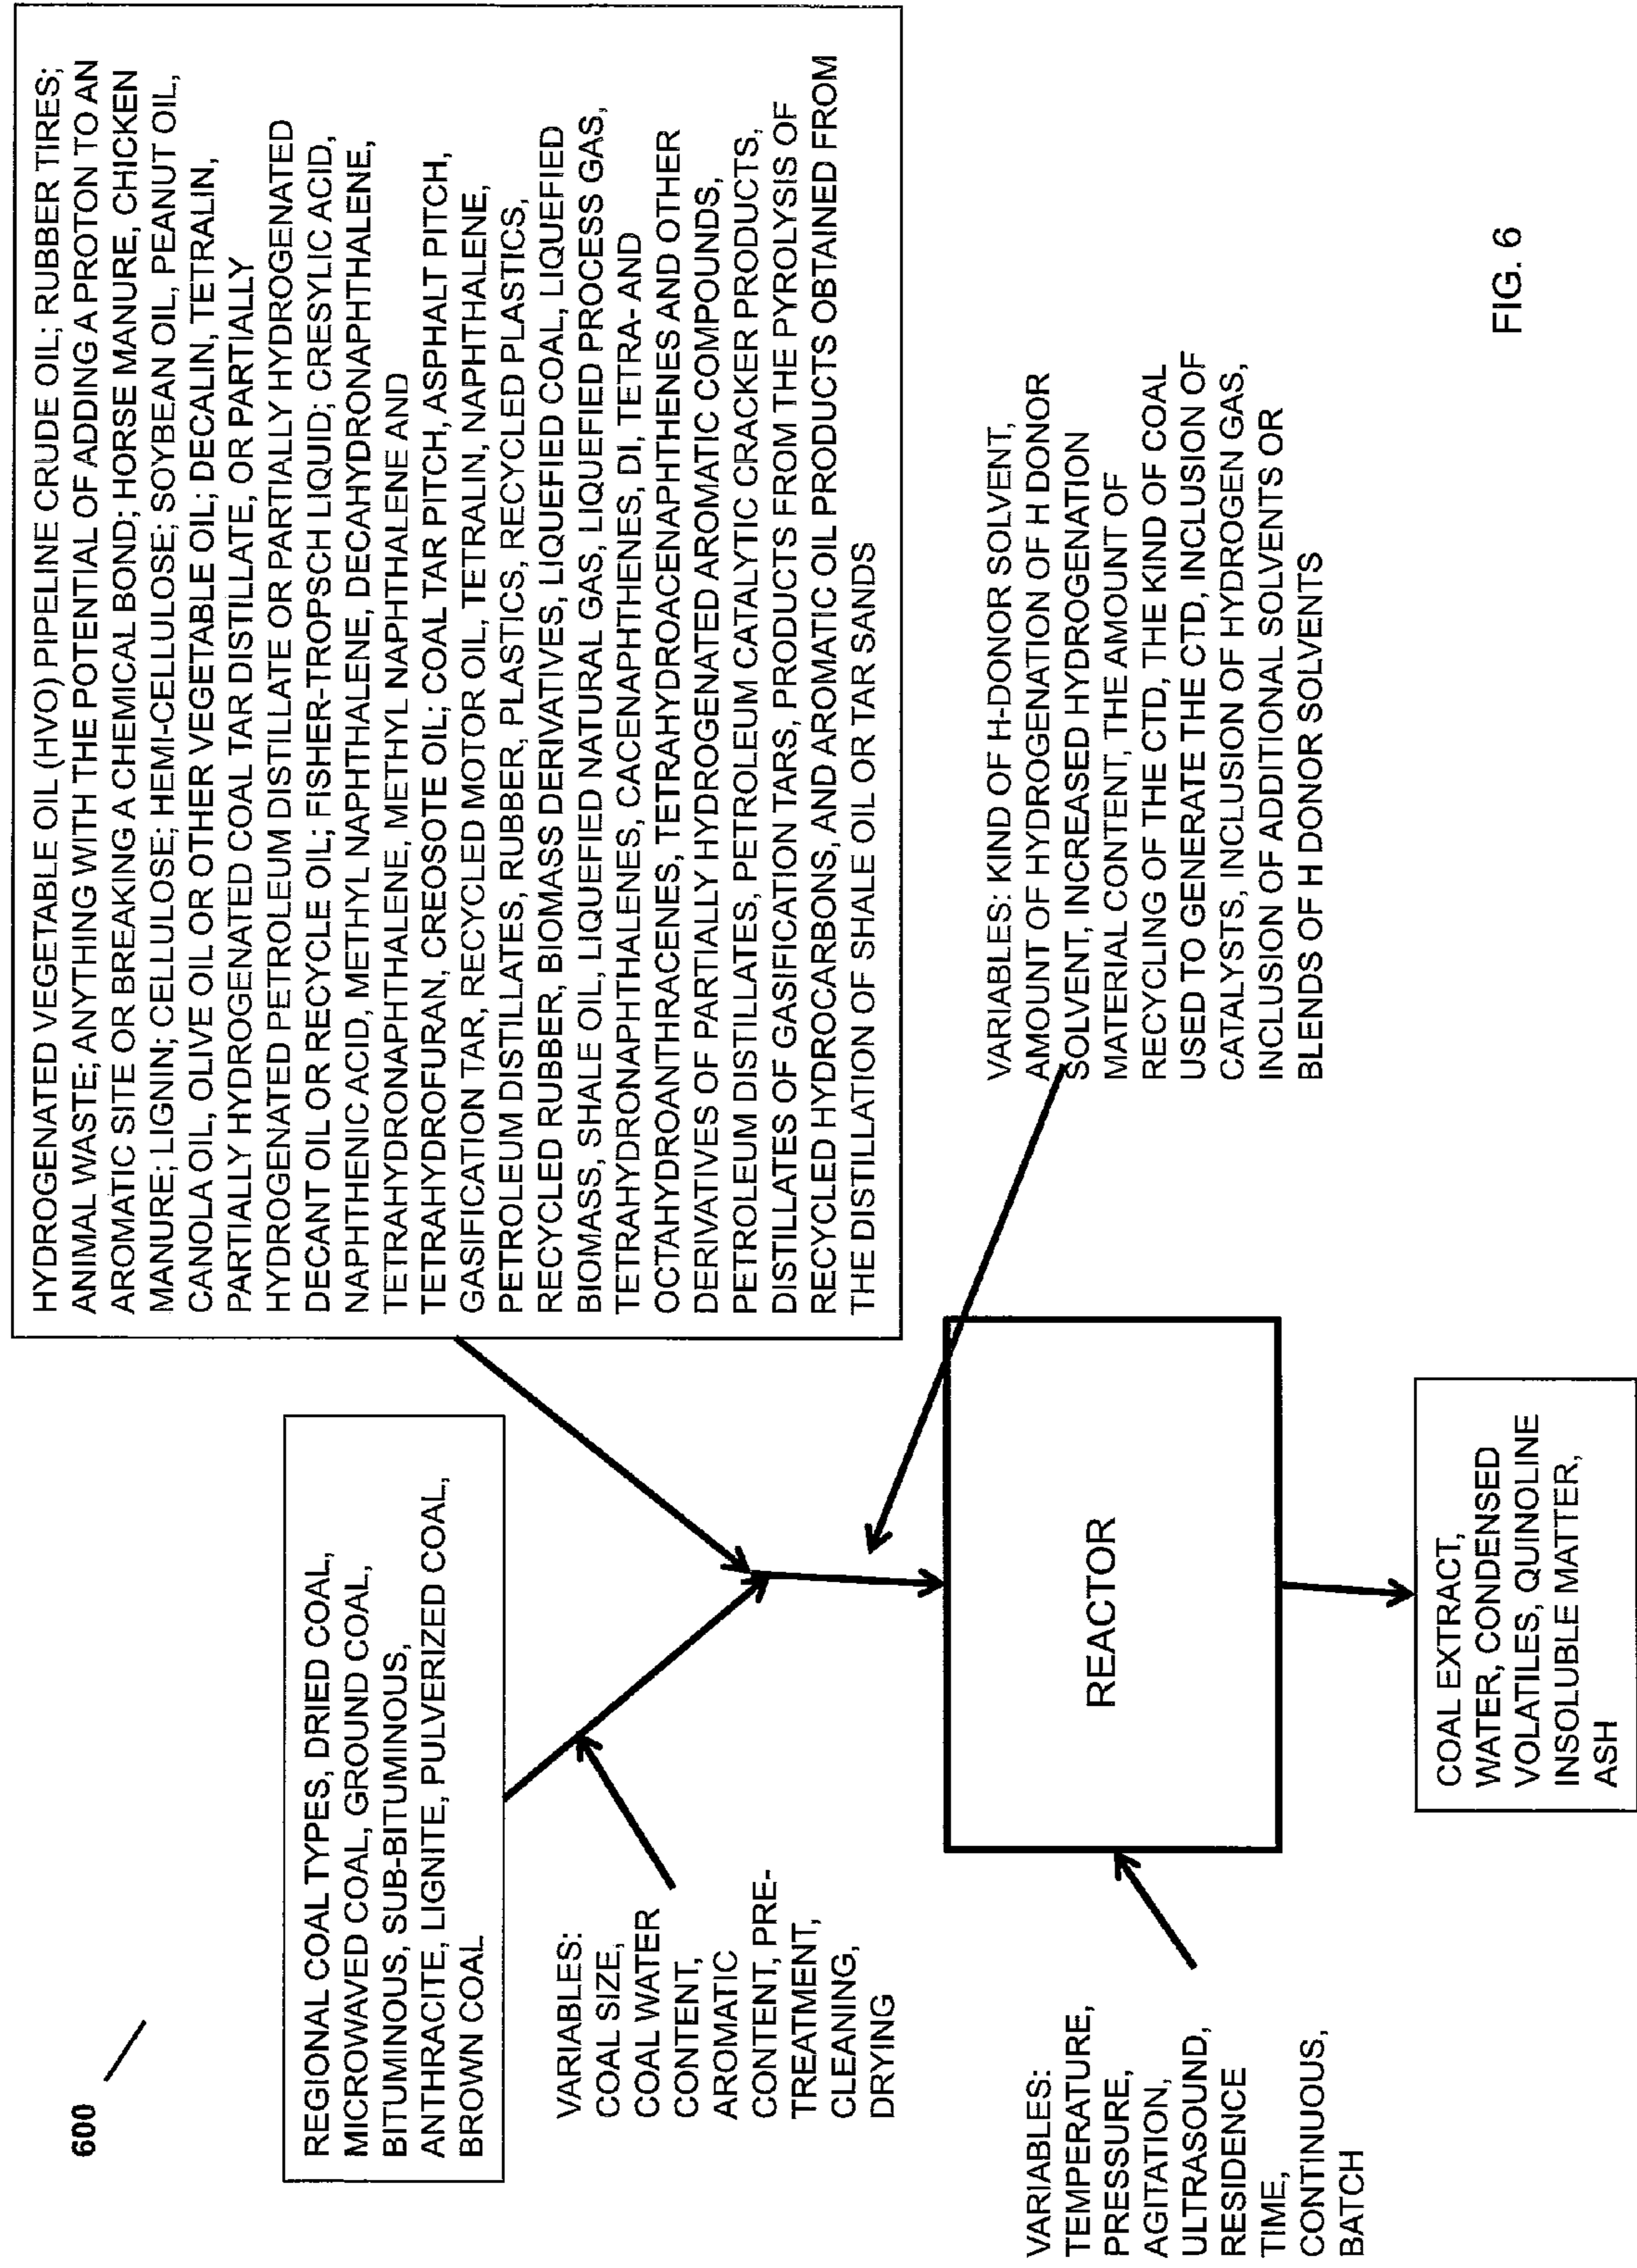 600
HYDROGENATED VEGETABLE OIL (HVO) PIPELINE CRUDE OIL; RUBBER TIRES;
ANIMAL WASTE; ANYTHING WITH THE POTENTIAL OF ADDING A PROTON TO AN
AROMATIC SITE OR BREAKING A CHEMICAL BOND; HORSE MANURE, CHICKEN
MANURE; LIGNIN; CELLULOSE; HEMI-CELLULOSE; SOYBEAN OIL, PEANUT OIL,
CANOLA OIL, OLIVE OIL OR OTHER VEGETABLE OIL; DECALIN, TETRALIN,
PARTIALLY HYDROGENATED COAL TAR DISTILLATE, OR PARTIALLY
HYDROGENATED PETROLEUM DISTILLATE OR PARTIALLY HYDROGENATED
DECANT OIL OR RECYCLE OIL; FISHER-TROPSCH LIQUID; CRESYLIC ACID,
NAPHTHENIC ACID, METHYL NAPHTHALENE, DECAHYDRONAPHTHALENE,
TETRAHYDRONAPHTHALENE, METHYL NAPHTHALENE AND
TETRAHYDROFURAN, CREOSOTE OIL; COAL TAR PITCH, ASPHALT PITCH,
GASIFICATION TAR, RECYCLED MOTOR OIL, TETRALIN, NAPHTHALENE,
PETROLEUM DISTILLATES, RUBBER, PLASTICS, RECYCLED PLASTICS,
RECYCLED RUBBER, BIOMASS DERIVATIVES, LIQUEFIED COAL, LIQUEFIED
BIOMASS, SHALE OIL, LIQUEFIED NATURAL GAS, LIQUEFIED PROCESS GAS,
TETRAHYDRONAPHTHALENES, CACENAPHTHENES, DI, TETRA- AND
OCTAHYDROANTHRACENES, TETRAHYDROACENAPHTHENES AND OTHER
DERIVATIVES OF PARTIALLY HYDROGENATED AROMATIC COMPOUNDS,
PETROLEUM DISTILLATES, PETROLEUM CATALYTIC CRACKER PRODUCTS,
DISTILLATES OF GASIFICATION TARS, PRODUCTS FROM THE PYROLYSIS OF
RECYCLED HYDROCARBONS, AND AROMATIC OIL PRODUCTS OBTAINED FROM
THE DISTILLATION OF SHALE OIL OR TAR SANDS
REGIONAL COAL TYPES, DRIED COAL,
MICROWAVED COAL, GROUND COAL,
BITUMINOUS, SUB-BITUMINOUS,
ANTHRACITE, LIGNITE, PULVERIZED COAL,
BROWN COAL
VARIABLES:
COAL SIZE,
COAL WATER
CONTENT,
AROMATIC
CONTENT, PRE-
TREATMENT,
CLEANING,
DRYING
VARIABLES: KIND OF H-DONOR SOLVENT,
AMOUNT OF HYDROGENATION OF H DONOR
SOLVENT, INCREASED HYDROGENATION
MATERIAL CONTENT, THE AMOUNT OF
RECYCLING OF THE CTD, THE KIND OF COAL
USED TO GENERATE THE CTD, INCLUSION OF
CATALYSTS, INCLUSION OF HYDROGEN GAS,
INCLUSION OF ADDITIONAL SOLVENTS OR
BLENDS OF H DONOR SOLVENTS
VARIABLES:
TEMPERATURE,
PRESSURE,
AGITATION,
ULTRASOUND,
RESIDENCE
TIME,
CONTINUOUS,
BATCH
REACTOR
COAL EXTRACT,
WATER, CONDENSED
VOLATILES, QUINOLINE
INSOLUBLE MATTER,
ASH
FIG. 6